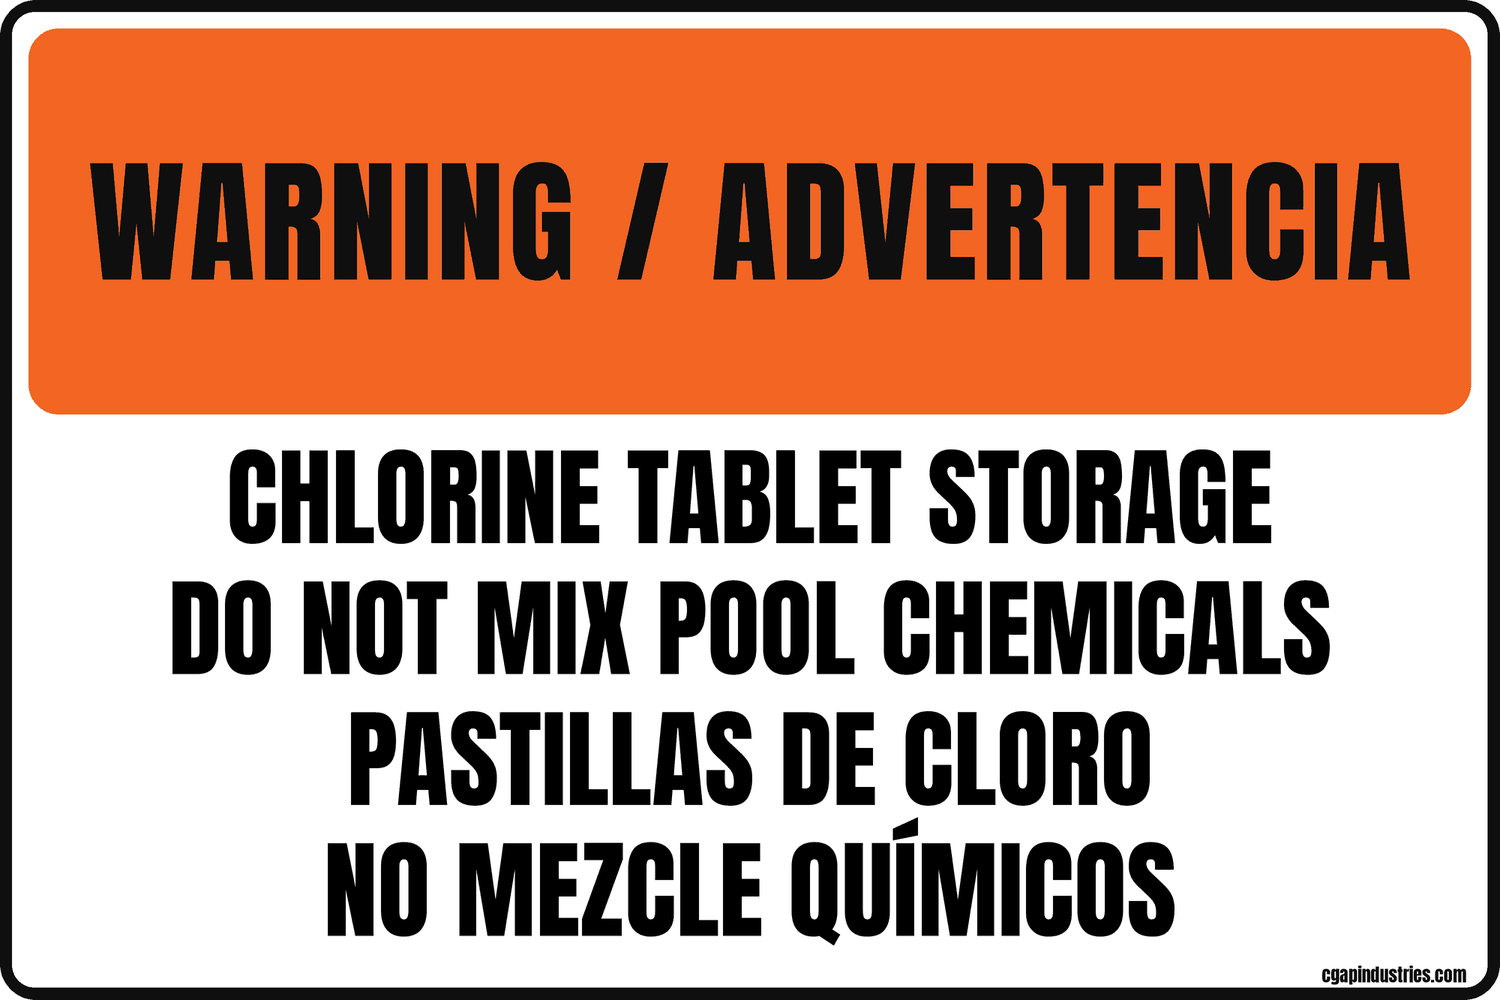 WARNING / ADVERTENCIA
CHLORINE TABLET STORAGE
DO NOT MIX POOL CHEMICALS
PASTILLAS DE CLORO
NO MEZCLE QUÍMICOS
cgapindustries.com